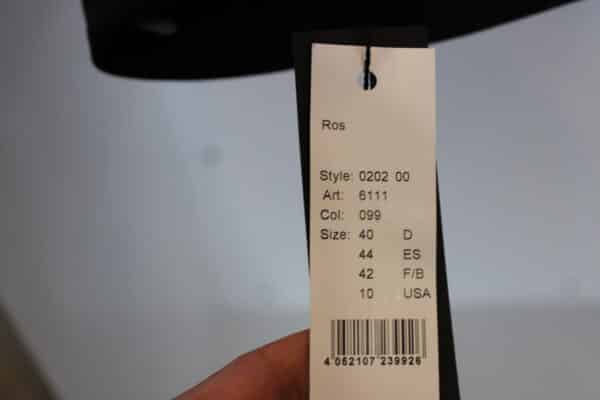 Ros
Style: 0202 00
Art: 6111
Col: 099
Size: 40 D
44 ES
42 F/B
10 USA
4 062107 239926